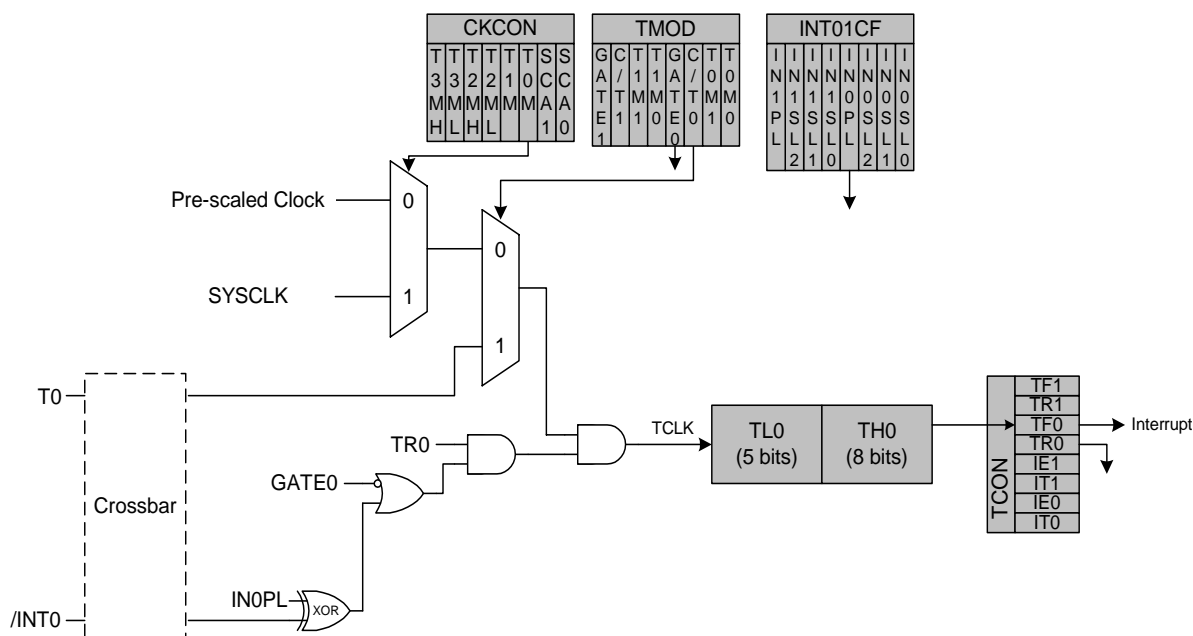 CKCON
T3MH
T3ML
T2MH
T2ML
T1M
T0M
SCA1
SCA0
TMOD
GATE1
C/T1
T1M1
T1M0
GATE0
C/T0
T0M1
T0M0
INT01CF
IN1PL
IN1SL2
IN1SL1
IN1SL0
IN0PL
IN0SL2
IN0SL1
IN0SL0
Pre-scaled Clock
0
SYSCLK
1
0
1
T0
Crossbar
/INT0
TR0
GATE0
IN0PL
XOR
TCLK
TL0
(5 bits)
TH0
(8 bits)
TCON
TF1
TR1
TF0
TR0
IE1
IT1
IE0
IT0
Interrupt